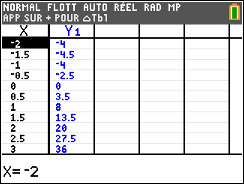 NORMAL FLOTT AUTO RÉEL RAD MP
APP SUR + POUR △Tb1
X Y₁
-2 -4
-1.5 -4.5
-1 -4
-0.5 -2.5
0 0
0.5 3.5
1 8
1.5 13.5
2 20
2.5 27.5
3 36
X= -2